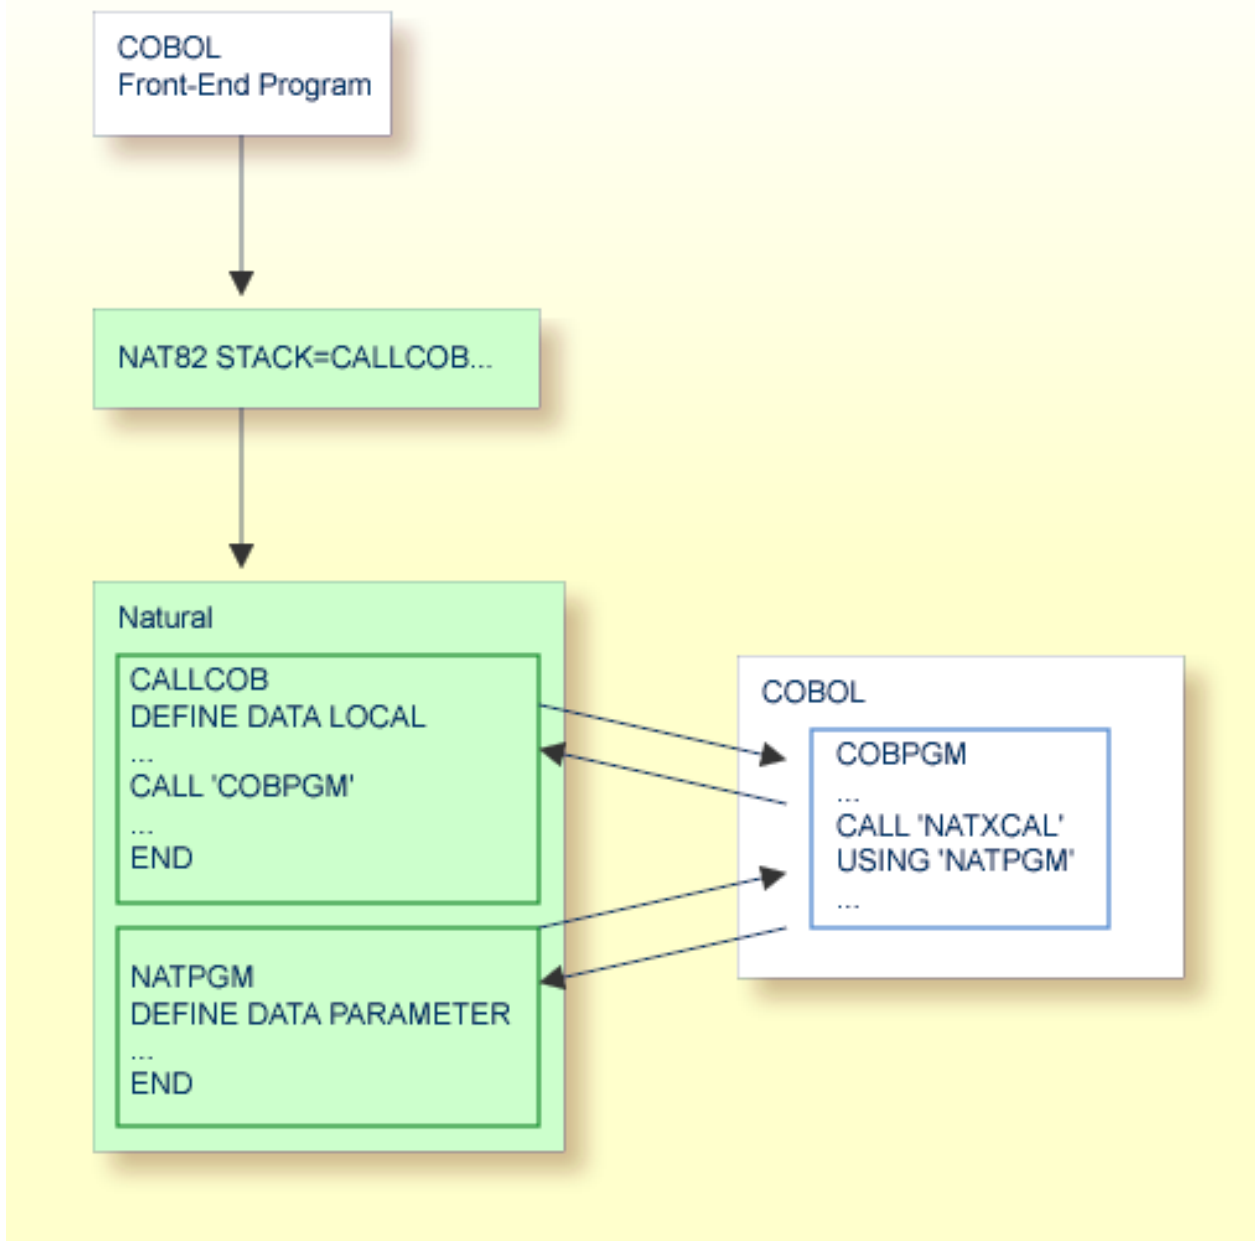 COBOL
Front-End Program
NAT82 STACK=CALLCOB...
Natural
CALLCOB
DEFINE DATA LOCAL
...
CALL 'COBPGM'
...
END
NATPGM
DEFINE DATA PARAMETER
...
END
COBOL
COBPGM
...
CALL 'NATXCAL'
USING 'NATPGM'
...